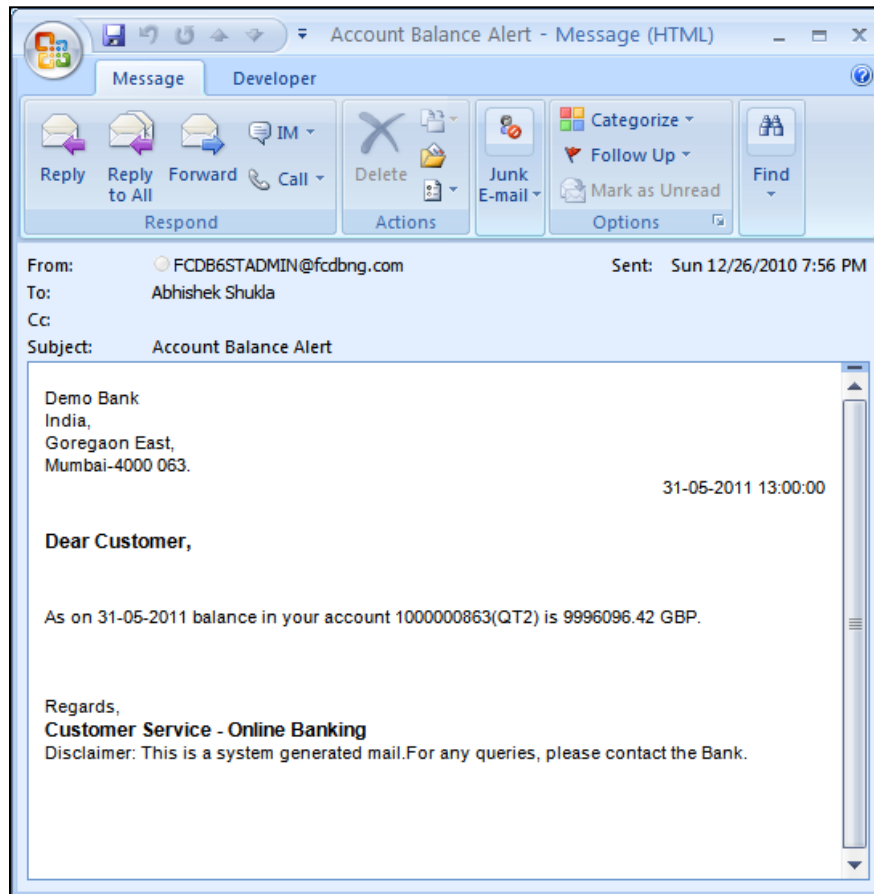 Account Balance Alert - Message (HTML)
Message Developer
Reply
Reply to All
Forward
IM
Call
Respond
Delete
Actions
Junk E-mail
Categorize
Follow Up
Mark as Unread
Options
Find
From: FCDB6STADMIN@fcdbng.com Sent: Sun 12/26/2010 7:56 PM
To: Abhishek Shukla
Cc:
Subject: Account Balance Alert
Demo Bank
India,
Goregaon East,
Mumbai-4000 063.
31-05-2011 13:00:00
Dear Customer,
As on 31-05-2011 balance in your account 1000000863(QT2) is 9996096.42 GBP.
Regards,
Customer Service - Online Banking
Disclaimer: This is a system generated mail.For any queries, please contact the Bank.